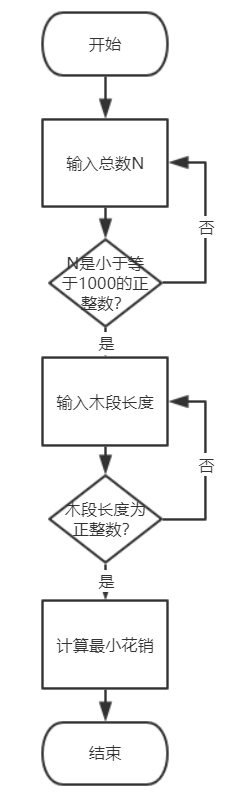 开始
输入总数N
N是小于等
于1000的正
整数?
否
是
输入木段长度
木段长度为
正整数?
否
是
计算最小花销
结束